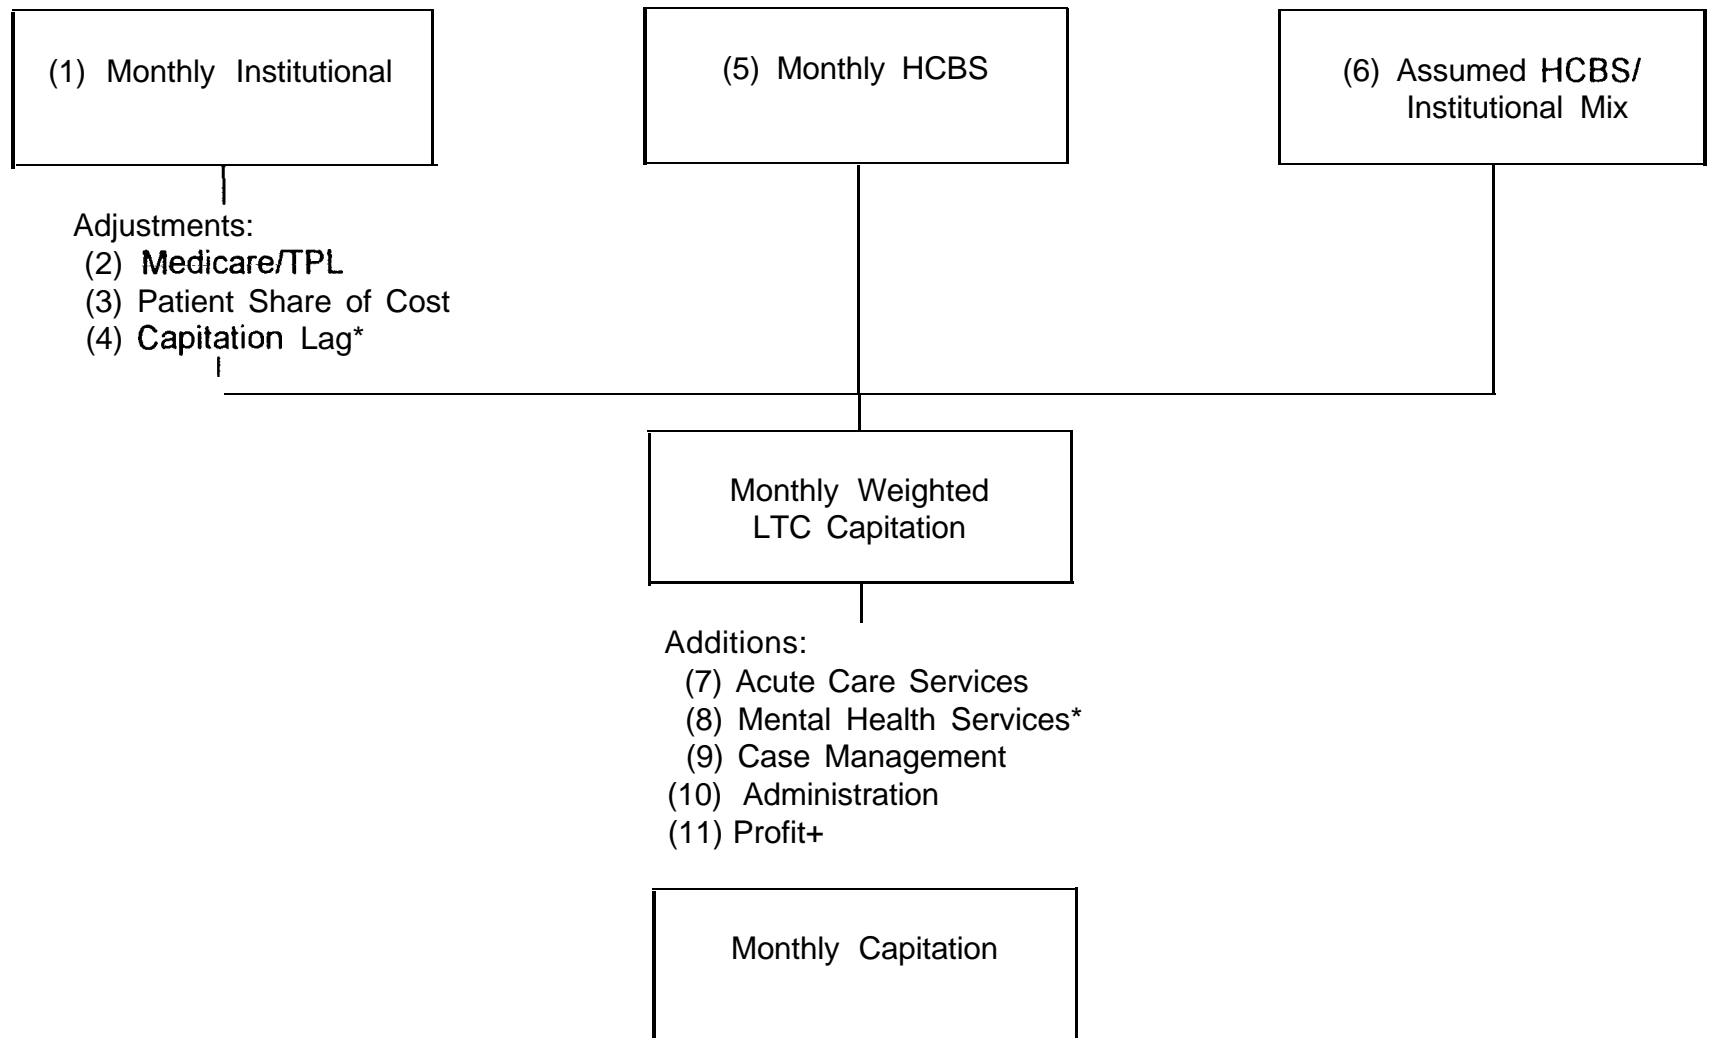 (1) Monthly Institutional
(5) Monthly HCBS
(6) Assumed HCBS/
Institutional Mix
Adjustments:
(2) Medicare/TPL
(3) Patient Share of Cost
(4) Capitation Lag*
Monthly Weighted
LTC Capitation
Additions:
(7) Acute Care Services
(8) Mental Health Services*
(9) Case Management
(10) Administration
(11) Profit+
Monthly Capitation